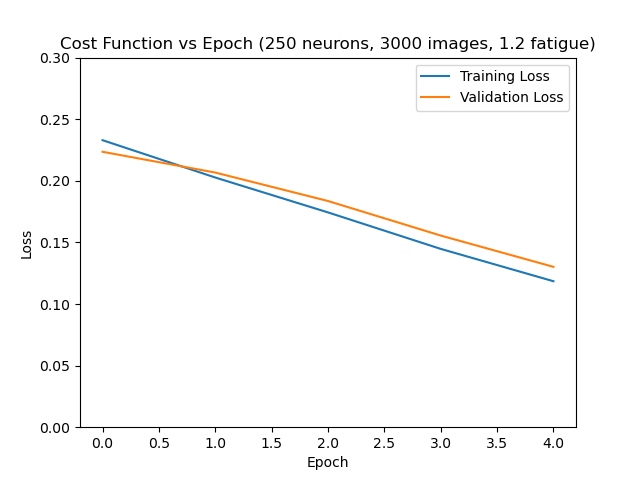 Cost Function vs Epoch (250 neurons, 3000 images, 1.2 fatigue)
Training Loss
Validation Loss
0.30
0.25
0.20
0.15
0.10
0.05
0.00
Loss
0.0 0.5 1.0 1.5 2.0 2.5 3.0 3.5 4.0
Epoch